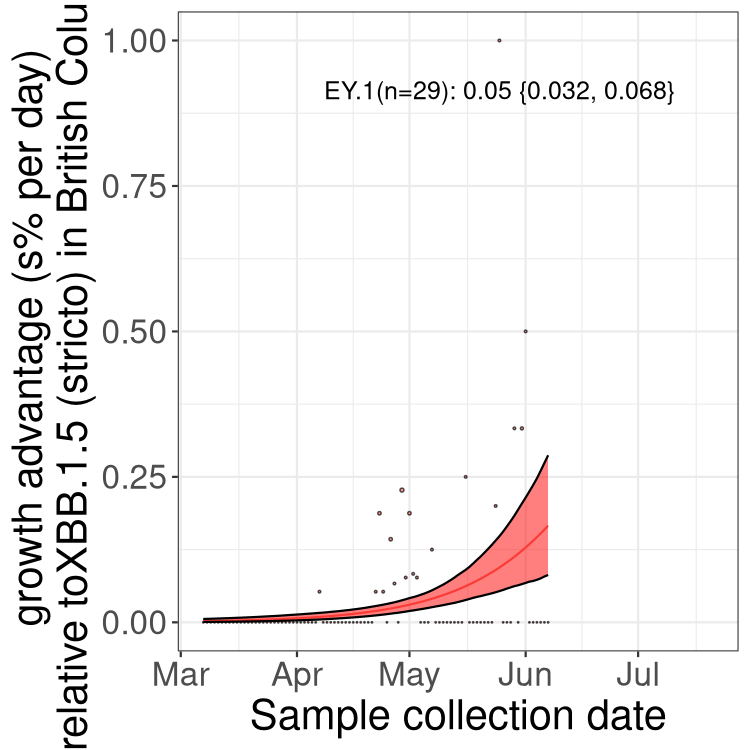 growth advantage (s% per day)
relative toXBB.1.5 (stricto) in British Colu
1.00
0.75
0.50
0.25
0.00
EY.1(n=29): 0.05 {0.032, 0.068}
Mar Apr May Jun Jul
Sample collection date